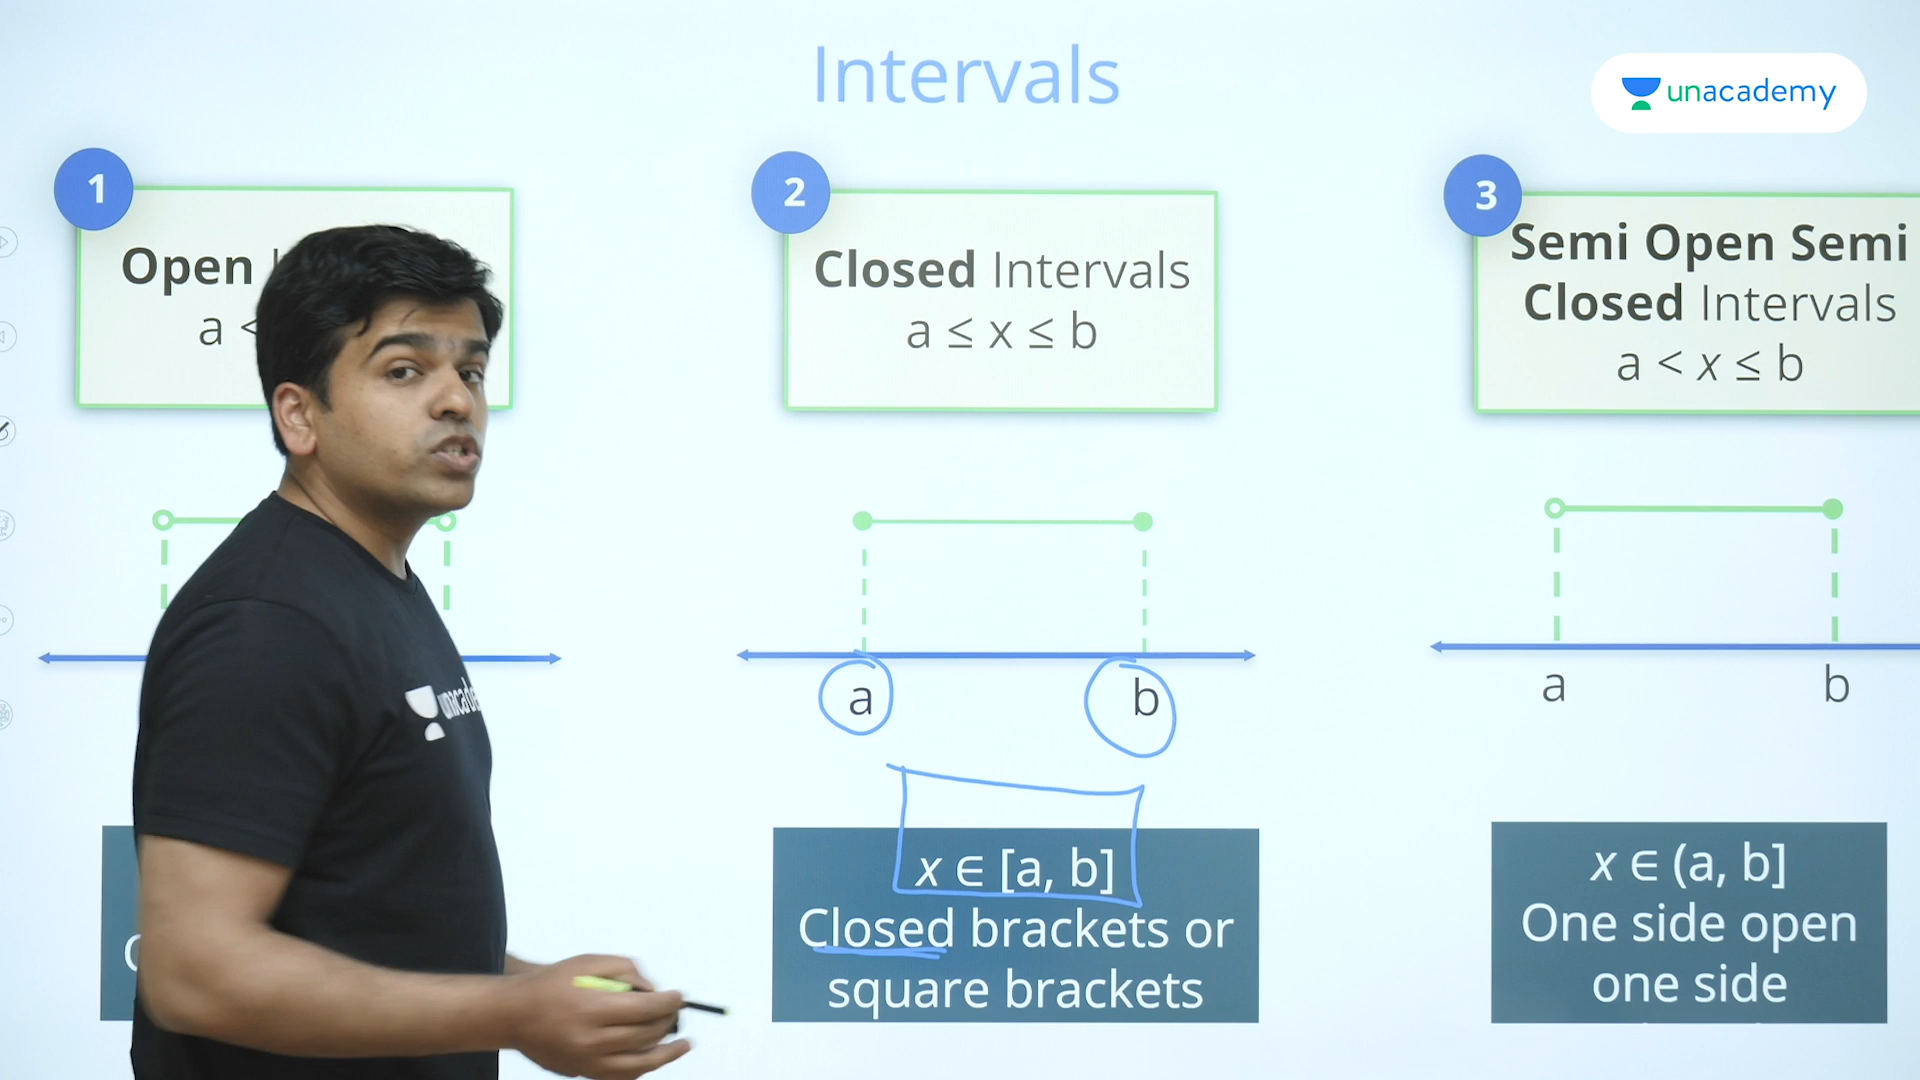 Intervals
unacademy
1
Open
a <
2
Closed Intervals
a ≤ x ≤ b
a
b
x ∈ [a, b]
Closed brackets or
square brackets
3
Semi Open Semi
Closed Intervals
a < x ≤ b
a
b
x ∈ (a, b]
One side open
one side